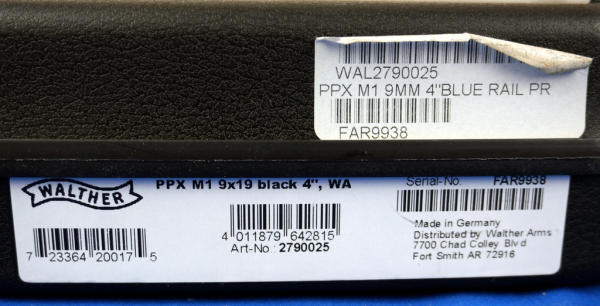 WAL2790025
PPX M1 9MM 4"BLUE RAIL PR
FAR9938
WALTHER
PPX M1 9x19 black 4", WA
7 23364 20017 5
4 011879 642815
Art-No.: 2790025
Serial-No. FAR9938
Made in Germany
Distributed by Walther Arms
7700 Chad Colley Blvd
Fort Smith AR 72916